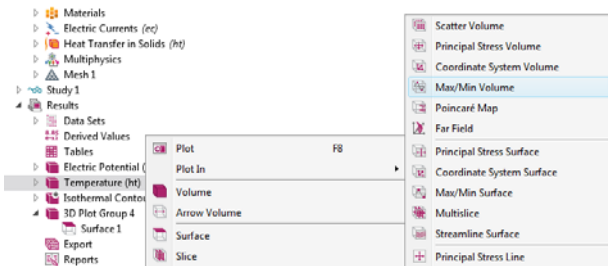 Materials
Electric Currents (ec)
Heat Transfer in Solids (ht)
Multiphysics
Mesh 1
Study 1
Results
Data Sets
Derived Values
Tables
Electric Potential (
Temperature (ht)
Isothermal Contou
3D Plot Group 4
Surface 1
Export
Reports
Plot F8
Plot In
Volume
Arrow Volume
Surface
Slice
Scatter Volume
Principal Stress Volume
Coordinate System Volume
Max/Min Volume
Poincaré Map
Far Field
Principal Stress Surface
Coordinate System Surface
Max/Min Surface
Multislice
Streamline Surface
Principal Stress Line